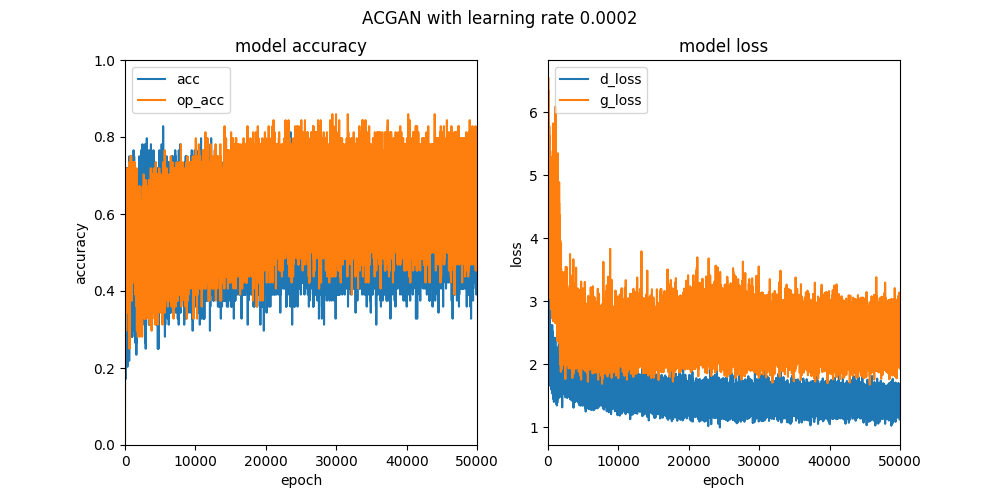 ACGAN with learning rate 0.0002
model accuracy
acc
op_acc
accuracy
1.0
0.8
0.6
0.4
0.2
0.0
0 10000 20000 30000 40000 50000
epoch
model loss
d_loss
g_loss
loss
6
5
4
3
2
1
0 10000 20000 30000 40000 50000
epoch